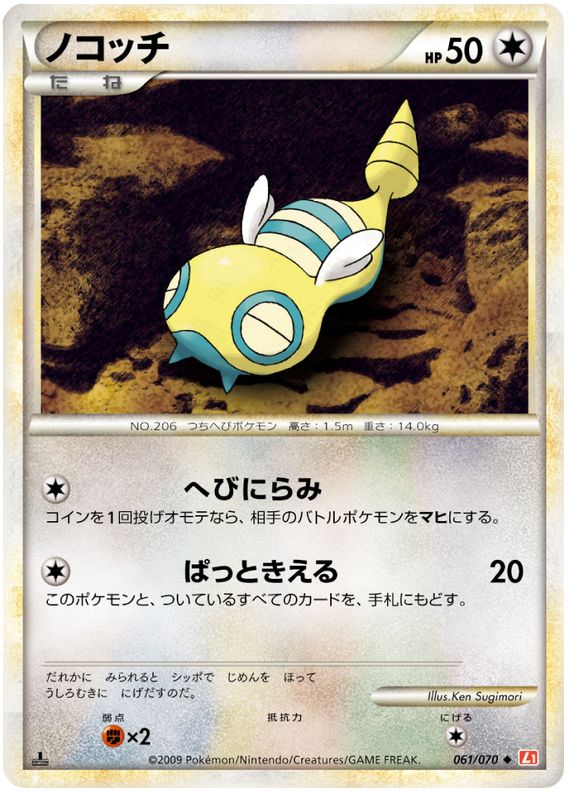 ノコッチ HP50
たね
NO.206 つちへびポケモン 高さ:1.5m 重さ:14.0kg
へびにらみ
コインを1回投げオモテなら、相手のバトルポケモンをマヒにする。
ぱっときえる 20
このポケモンと、ついているすべてのカードを、手札にもどす。
だれかに みられると シッポで じめんを ほって
うしろむきに にげだすのだ。
Illus.Ken Sugimori
弱点 抵抗力 にげる
×2
1 EDITION ©2009 Pokémon/Nintendo/Creatures/GAME FREAK. 061/070 ◆ L1